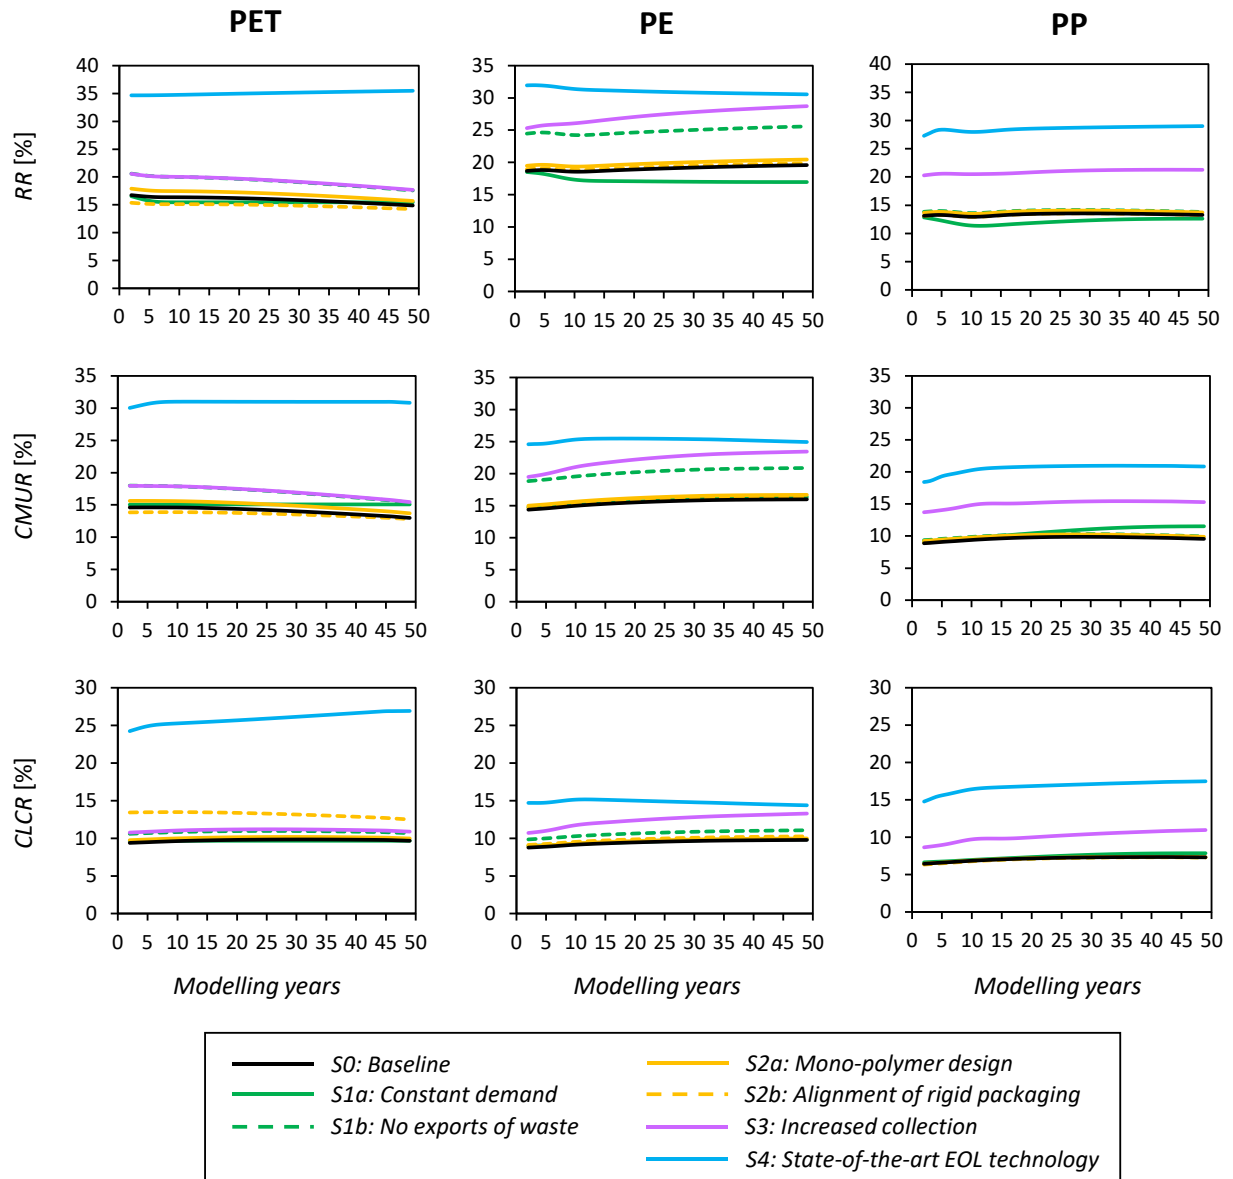 PET PE PP
RR [%]
40 35 30 25 20 15 10 5 0
0 5 10 15 20 25 30 35 40 45 50
35 30 25 20 15 10 5 0
0 5 10 15 20 25 30 35 40 45 50
40 35 30 25 20 15 10 5 0
0 5 10 15 20 25 30 35 40 45 50
CMUR [%]
35 30 25 20 15 10 5 0
0 5 10 15 20 25 30 35 40 45 50
35 30 25 20 15 10 5 0
0 5 10 15 20 25 30 35 40 45 50
35 30 25 20 15 10 5 0
0 5 10 15 20 25 30 35 40 45 50
CLCR [%]
30 25 20 15 10 5 0
0 5 10 15 20 25 30 35 40 45 50
30 25 20 15 10 5 0
0 5 10 15 20 25 30 35 40 45 50
30 25 20 15 10 5 0
0 5 10 15 20 25 30 35 40 45 50
Modelling years Modelling years Modelling years
S0: Baseline
S1a: Constant demand
S1b: No exports of waste
S2a: Mono-polymer design
S2b: Alignment of rigid packaging
S3: Increased collection
S4: State-of-the-art EOL technology